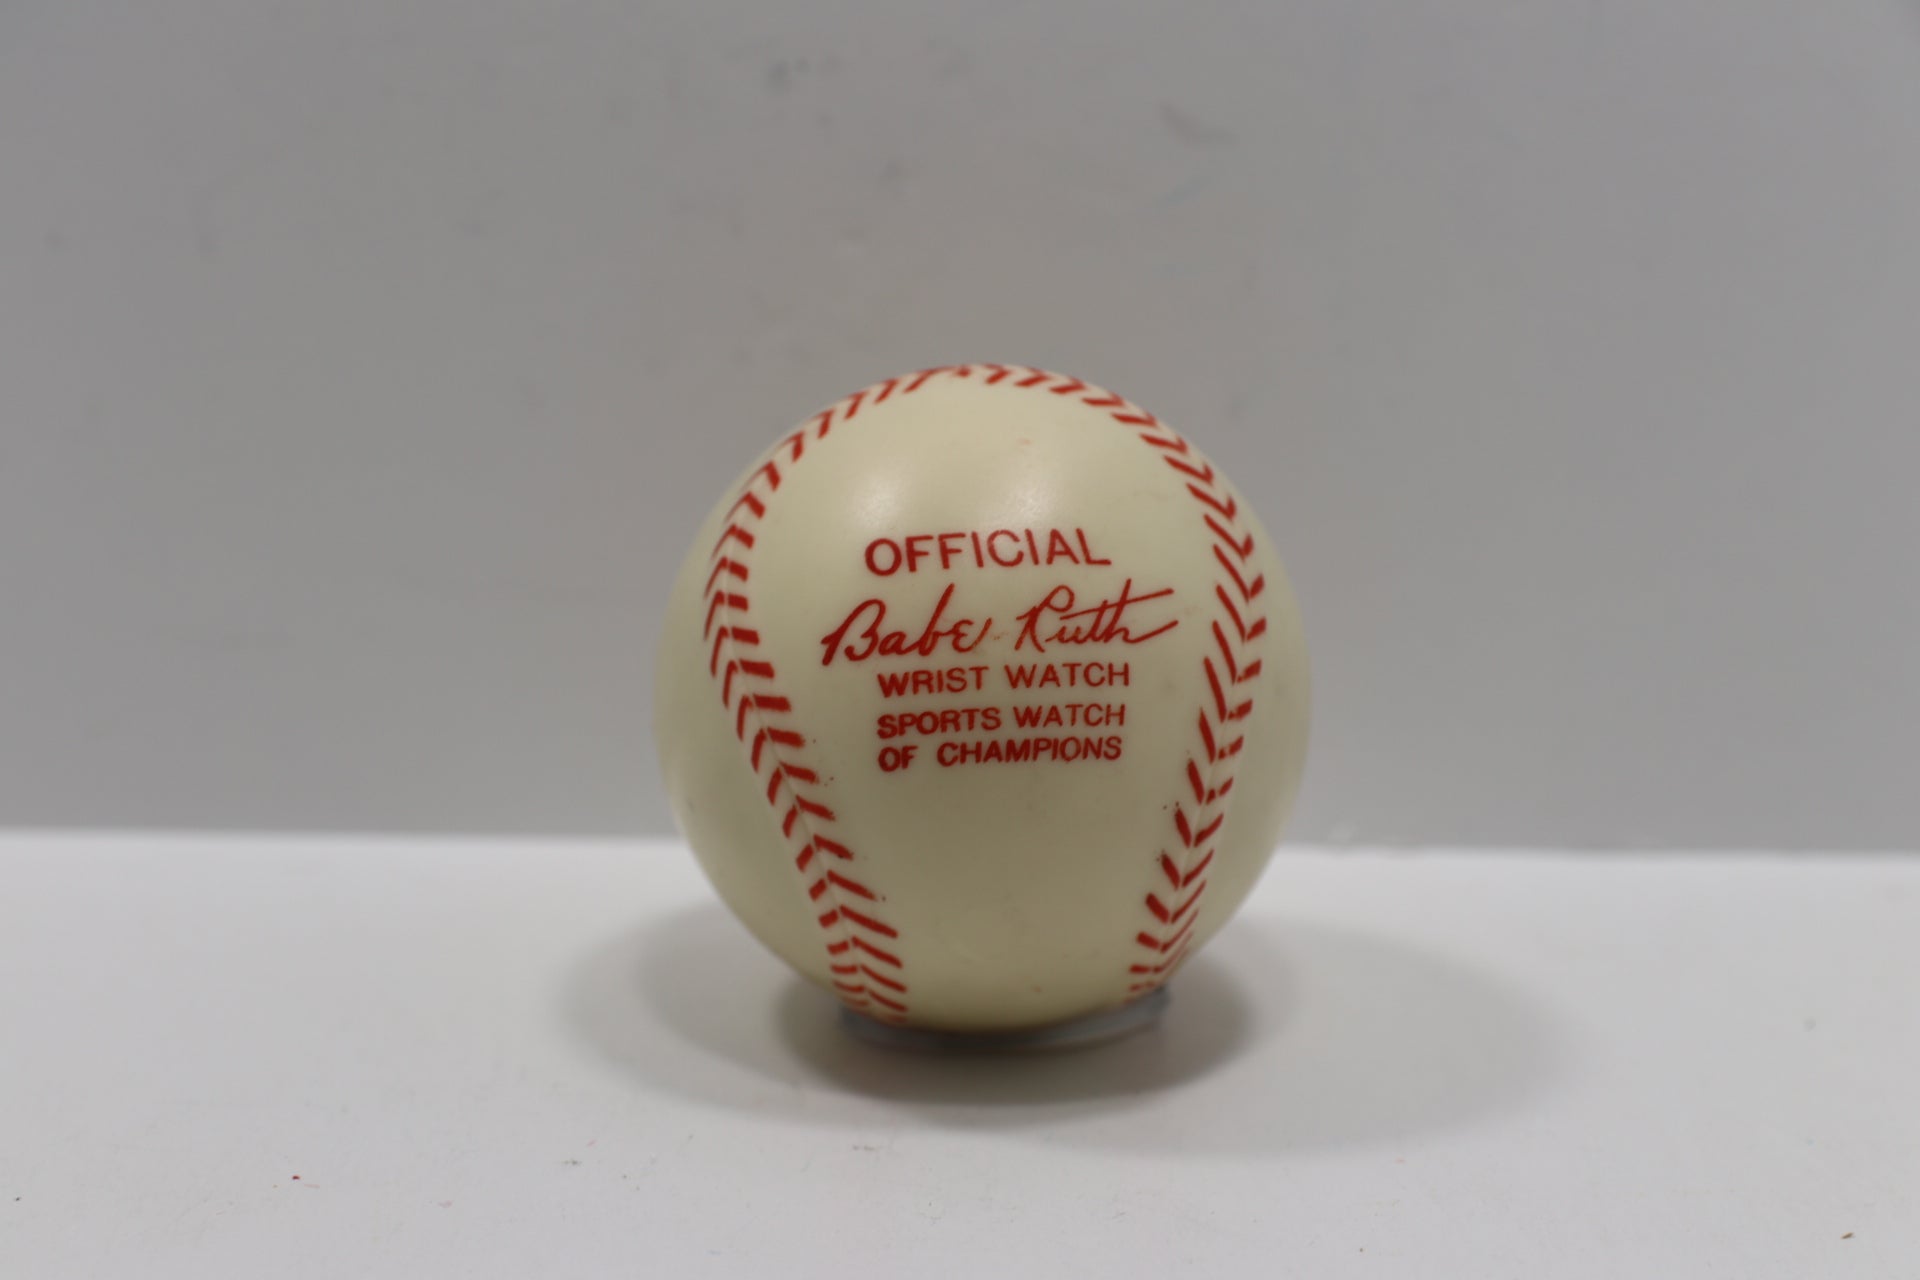 OFFICIAL
Babe Ruth
WRIST WATCH
SPORTS WATCH
OF CHAMPIONS